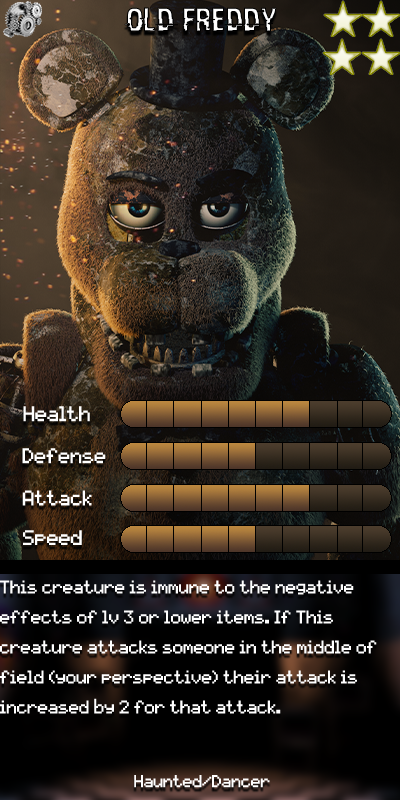 OLD FREDDY
Health
Defense
Attack
Speed
This creature is immune to the negative
effects of lv 3 or lower items. If This
creature attacks someone in the middle of
field (your perspective) their attack is
increased by 2 for that attack.
Haunted/Dancer